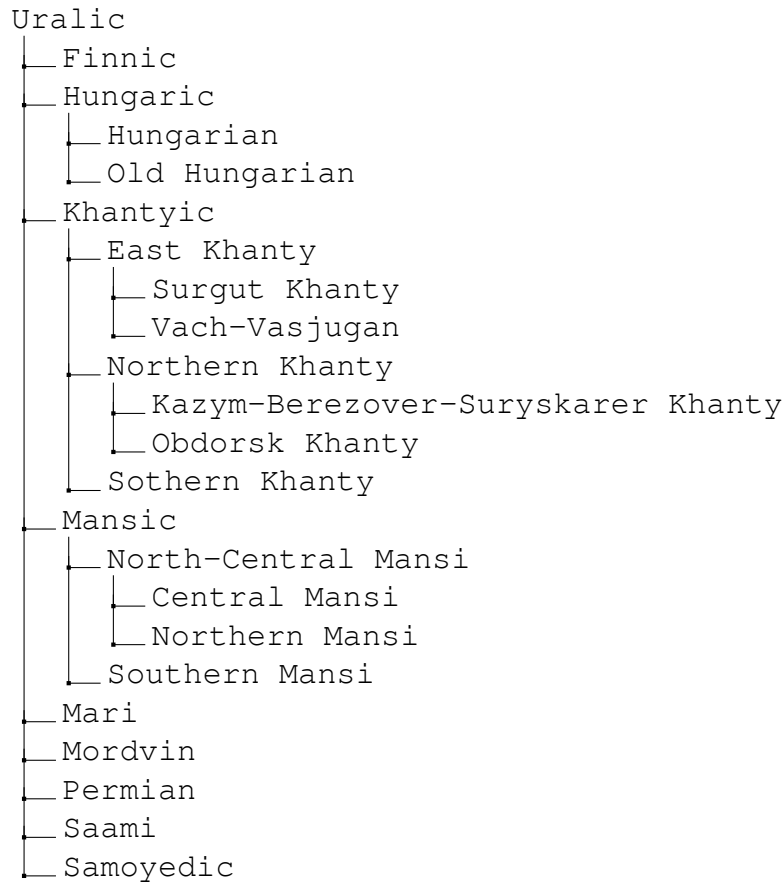 Uralic
Finnic
Hungaric
Hungarian
Old Hungarian
Khantyic
East Khanty
Surgut Khanty
Vach-Vasjugan
Northern Khanty
Kazym-Berezover-Suryskarer Khanty
Obdorsk Khanty
Sothern Khanty
Mansic
North-Central Mansi
Central Mansi
Northern Mansi
Southern Mansi
Mari
Mordvin
Permian
Saami
Samoyedic